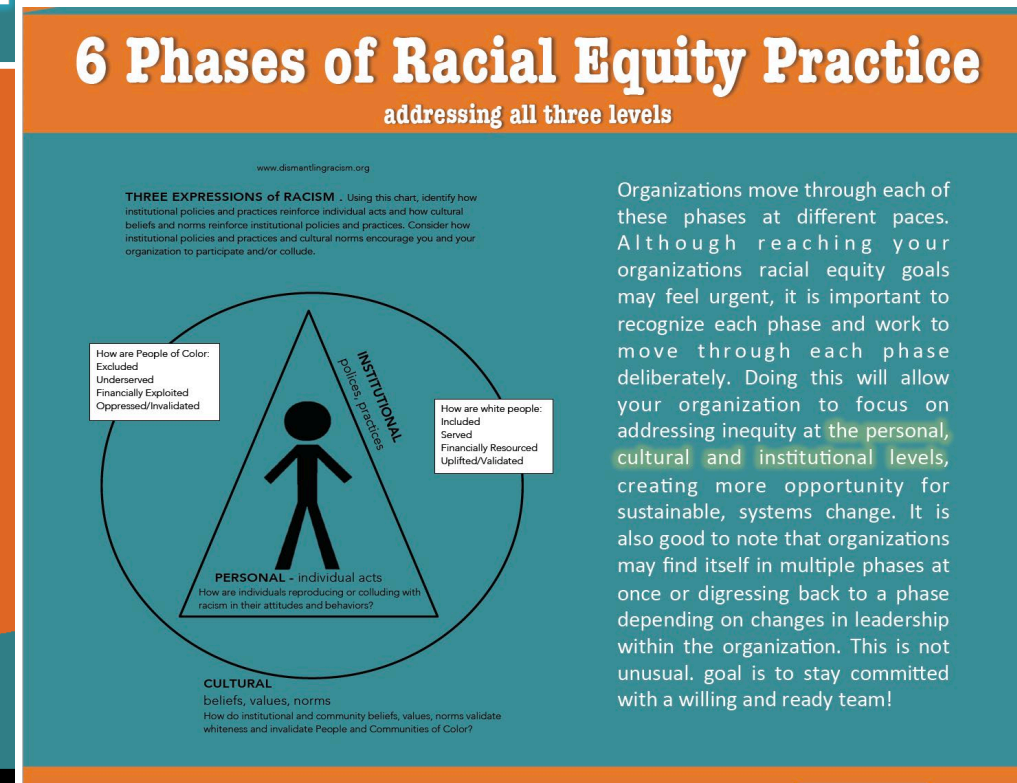 6 Phases of Racial Equity Practice
addressing all three levels
www.dismantlingracism.org
THREE EXPRESSIONS of RACISM . Using this chart, identify how
institutional policies and practices reinforce individual acts and how cultural
beliefs and norms reinforce institutional policies and practices. Consider how
institutional policies and practices and cultural norms encourage you and your
organization to participate and/or collude.
How are People of Color:
Excluded
Underserved
Financially Exploited
Oppressed/Invalidated
INSTITUTIONAL
polices, practices
How are white people:
Included
Served
Financially Resourced
Uplifted/Validated
PERSONAL - individual acts
How are individuals reproducing or colluding with
racism in their attitudes and behaviors?
CULTURAL
beliefs, values, norms
How do institutional and community beliefs, values, norms validate
whiteness and invalidate People and Communities of Color?
Organizations move through each of
these phases at different paces.
Although reaching your
organizations racial equity goals
may feel urgent, it is important to
recognize each phase and work to
move through each phase
deliberately. Doing this will allow
your organization to focus on
addressing inequity at the personal,
cultural and institutional levels,
creating more opportunity for
sustainable, systems change. It is
also good to note that organizations
may find itself in multiple phases at
once or digressing back to a phase
depending on changes in leadership
within the organization. This is not
unusual. goal is to stay committed
with a willing and ready team!